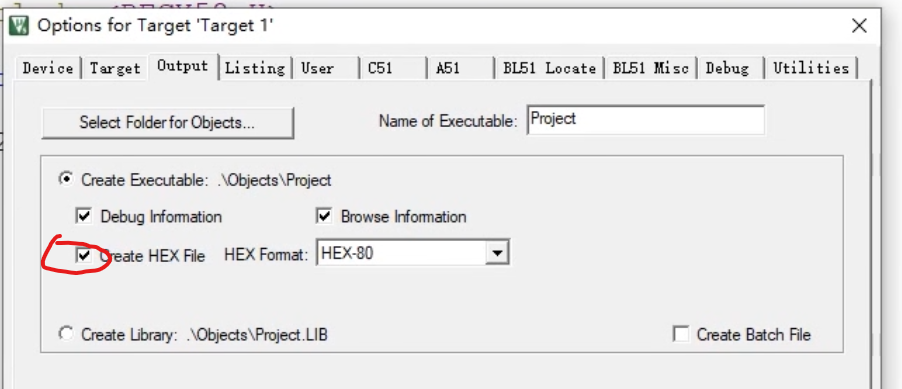 Options for Target 'Target 1'
Device Target Output Listing User C51 A51 BL51 Locate BL51 Misc Debug Utilities
Select Folder for Objects... Name of Executable: Project
Create Executable: .\Objects\Project
Debug Information Browse Information
Create HEX File HEX Format: HEX-80
Create Library: .\Objects\Project.LIB Create Batch File